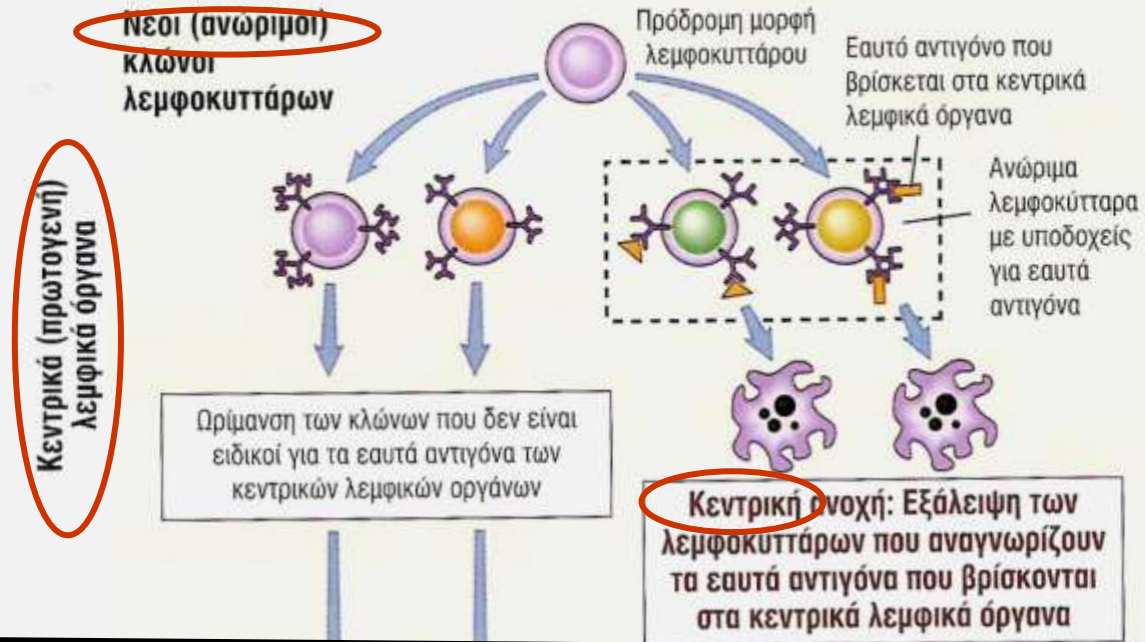 Νέοι (ανώριμοι)
κλώνοι
λεμφοκυττάρων
Πρόδρομη μορφή
λεμφοκυττάρου
Εαυτό αντιγόνο που
βρίσκεται στα κεντρικά
λεμφικά όργανα
Κεντρικά (πρωτογενή)
λεμφικά όργανα
Ανώριμα
λεμφοκύτταρα
με υποδοχείς
για εαυτά
αντιγόνα
Ωρίμανση των κλώνων που δεν είναι
ειδικοί για τα εαυτά αντιγόνα των
κεντρικών λεμφικών οργάνων
Κεντρική ανοχή: Εξάλειψη των
λεμφοκυττάρων που αναγνωρίζουν
τα εαυτά αντιγόνα που βρίσκονται
στα κεντρικά λεμφικά όργανα